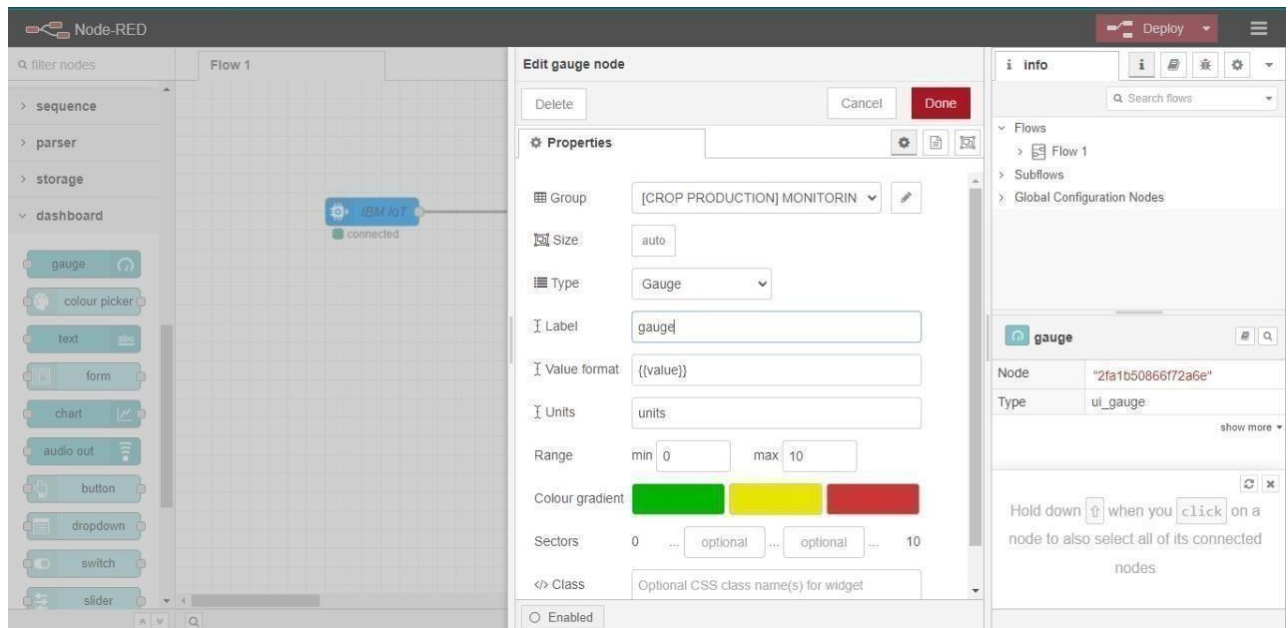 Node-RED
Deploy
filter nodes
sequence
parser
storage
dashboard
gauge
colour picker
text
abc
form
chart
audio out
button
dropdown
switch
slider
Flow 1
IBM IoT
connected
Edit gauge node
Delete
Cancel
Done
Properties
Group
[CROP PRODUCTION] MONITORIN
Size
auto
Type
Gauge
Label
gauge
Value format
{{value}}
Units
units
Range
min 0
max 10
Colour gradient
Sectors
0 ... optional ... optional ... 10
</> Class
Optional CSS class name(s) for widget
Enabled
i info
i
Search flows
Flows
Flow 1
Subflows
Global Configuration Nodes
gauge
Node
"2fa1b50866f72a6e"
Type
ui_gauge
show more
Hold down ⇧ when you click on a
node to also select all of its connected
nodes